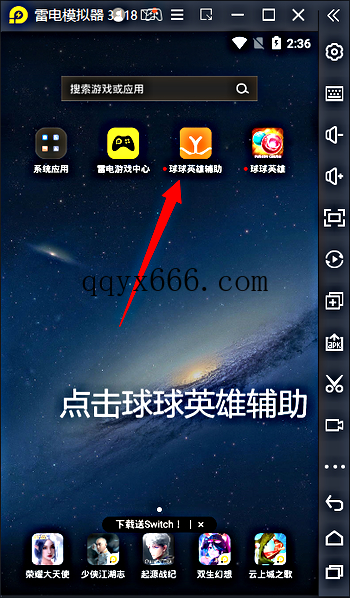 雷电模拟器
2:36
搜索游戏或应用
系统应用
雷电游戏中心
球球英雄辅助
球球英雄
qqyx666.com
点击球球英雄辅助
下载送Switch！ | ×
荣耀大天使
少侠江湖志
起源战纪
双生幻想
云上城之歌
APK